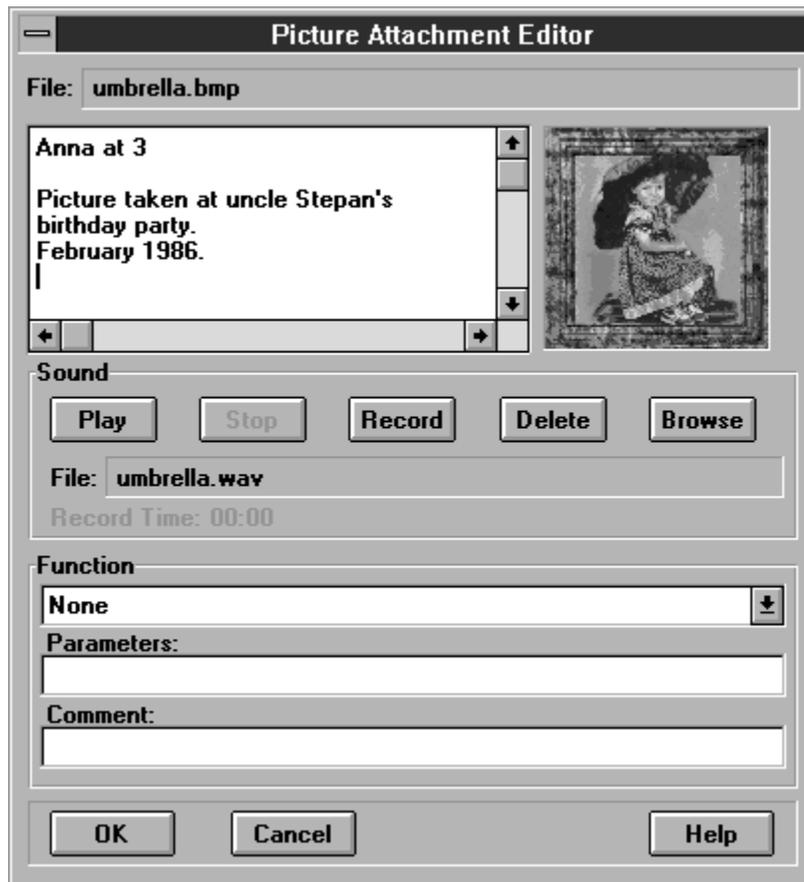 Picture Attachment Editor
File: umbrella.bmp
Anna at 3
Picture taken at uncle Stepan's
birthday party.
February 1986.
Sound
Play Stop Record Delete Browse
File: umbrella.wav
Record Time: 00:00
Function
None
Parameters:
Comment:
OK Cancel Help